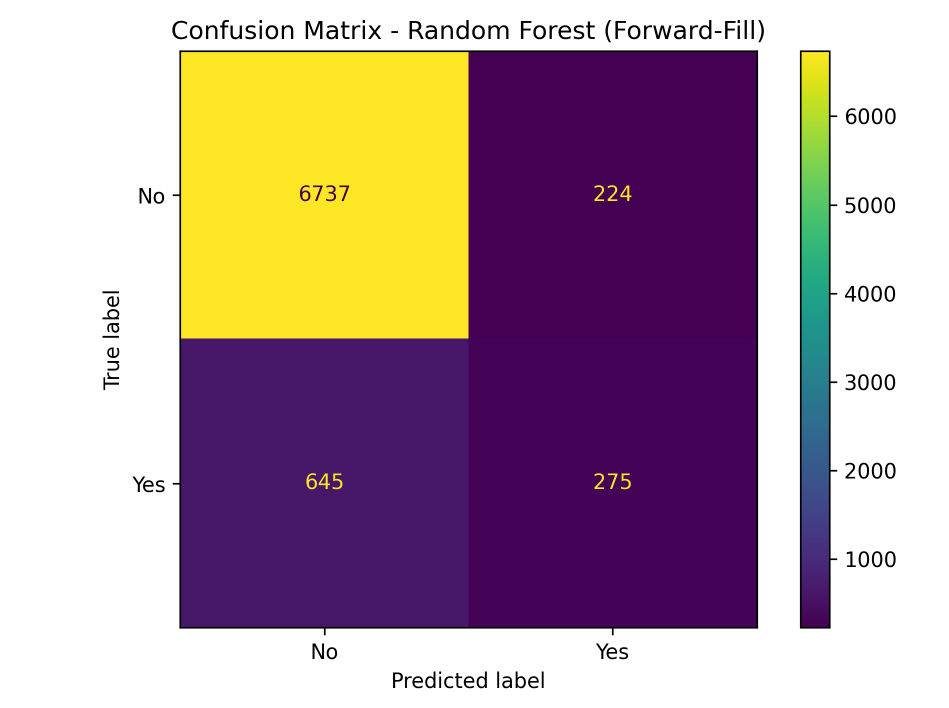 Confusion Matrix - Random Forest (Forward-Fill)
No
6737
224
Yes
645
275
True label
No
Yes
Predicted label
6000
5000
4000
3000
2000
1000